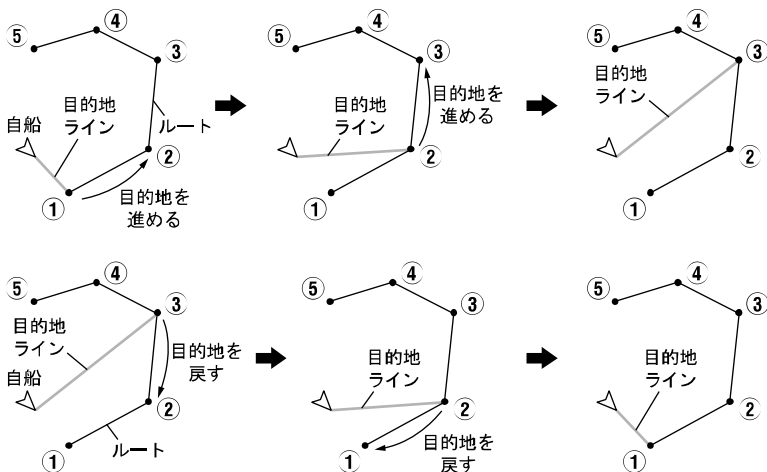 ⑤
④
③
目的地
ライン
自船
ルート
②
①
目的地を
進める
⑤
④
③
目的地を
進める
目的地
ライン
②
①
⑤
④
③
目的地
ライン
②
①
⑤
④
③
目的地
ライン
自船
目的地を
戻す
②
①
ルート
⑤
④
③
目的地
ライン
②
①
目的地を
戻す
⑤
④
③
目的地
ライン
②
①